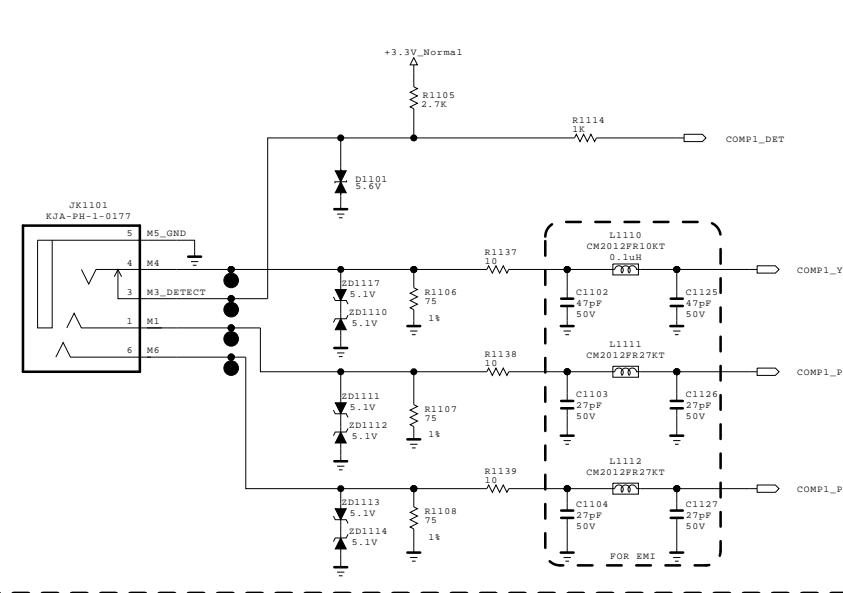 +3.3V_Normal
R1105
2.7K
R1114
1K
COMP1_DET
D1101
5.6V
JK1101
KJA-PH-1-0177
5 M5_GND
4 M4
3 M3_DETECT
1 M1
6 M6
L1110
CM2012FR10KT
0.1uH
R1137
10
COMP1_Y
ZD1117
5.1V
ZD1110
5.1V
R1106
75
1%
C1102
47pF
50V
C1125
47pF
50V
L1111
CM2012FR27KT
R1138
10
COMP1_P
ZD1111
5.1V
ZD1112
5.1V
R1107
75
1%
C1103
27pF
50V
C1126
27pF
50V
L1112
CM2012FR27KT
R1139
10
COMP1_P
ZD1113
5.1V
ZD1114
5.1V
R1108
75
1%
C1104
27pF
50V
C1127
27pF
50V
FOR EMI